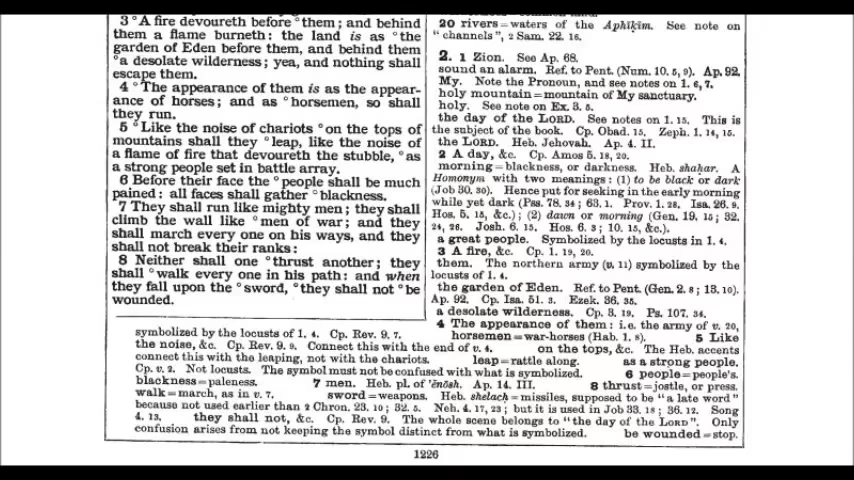 3 °A fire devoureth before °them; and behind
them a flame burneth: the land is as °the
garden of Eden before them, and behind them
°a desolate wilderness; yea, and nothing shall
escape them.
4 °The appearance of them is as the appear-
ance of horses; and as °horsemen, so shall
they run.
5 °Like the noise of chariots °on the tops of
mountains shall they °leap, like the noise of
a flame of fire that devoureth the stubble, °as
a strong people set in battle array.
6 Before their face the °people shall be much
pained: all faces shall gather °blackness.
7 They shall run like mighty men; they shall
climb the wall like °men of war; and they
shall march every one on his ways, and they
shall not break their ranks:
8 Neither shall one °thrust another; they
shall °walk every one in his path: and when
they fall upon the °sword, °they shall not °be
wounded.
20 rivers=waters of the Aphīḳīm. See note on
"channels", 2 Sam. 22. 16.
2. 1 Zion. See Ap. 68.
sound an alarm. Ref. to Pent. (Num. 10. 5, 9). Ap. 92.
My. Note the Pronoun, and see notes on 1. 6, 7.
holy mountain=mountain of My sanctuary.
holy. See note on Ex. 3. 5.
the day of the LORD. See notes on 1. 15. This is
the subject of the book. Cp. Obad. 15. Zeph. 1. 14, 15.
the LORD. Heb. Jehovah. Ap. 4. II.
2 A day, &c. Cp. Amos 5. 18, 20.
morning=blackness, or darkness. Heb. shaḥar. A
Homonym with two meanings: (1) to be black or dark
(Job 30. 30). Hence put for seeking in the early morning
while yet dark (Pss. 78. 34; 63. 1. Prov. 1. 28. Isa. 26. 9.
Hos. 5. 15, &c.); (2) dawn or morning (Gen. 19. 15; 32.
24, 26. Josh. 6. 15. Hos. 6. 3; 10. 15, &c.).
a great people. Symbolized by the locusts in 1. 4.
3 A fire, &c. Cp. 1. 19, 20.
them. The northern army (v. 11) symbolized by the
locusts of 1. 4.
the garden of Eden. Ref. to Pent. (Gen. 2. 8; 13. 10).
Ap. 92. Cp. Isa. 51. 3. Ezek. 36. 35.
a desolate wilderness. Cp. 3. 19. Ps. 107. 34.
4 The appearance of them: i.e. the army of v. 20,
symbolized by the locusts of 1. 4. Cp. Rev. 9. 7. horsemen=war-horses (Hab. 1. 8). 5 Like
the noise, &c. Cp. Rev. 9. 9. Connect this with the end of v. 4. on the tops, &c. The Heb. accents
connect this with the leaping, not with the chariots. leap=rattle along. as a strong people.
Cp. v. 2. Not locusts. The symbol must not be confused with what is symbolized. 6 people=people's.
blackness=paleness. 7 men. Heb. pl. of 'ĕnōsh. Ap. 14. III. 8 thrust=jostle, or press.
walk=march, as in v. 7. sword=weapons. Heb. shelaḥ=missiles, supposed to be "a late word"
because not used earlier than 2 Chron. 23. 10; 32. 5. Neh. 4. 17, 23; but it is used in Job 33. 18; 36. 12. Song
4. 13. they shall not, &c. Cp. Rev. 9. The whole scene belongs to "the day of the LORD". Only
confusion arises from not keeping the symbol distinct from what is symbolized. be wounded=stop.
1226